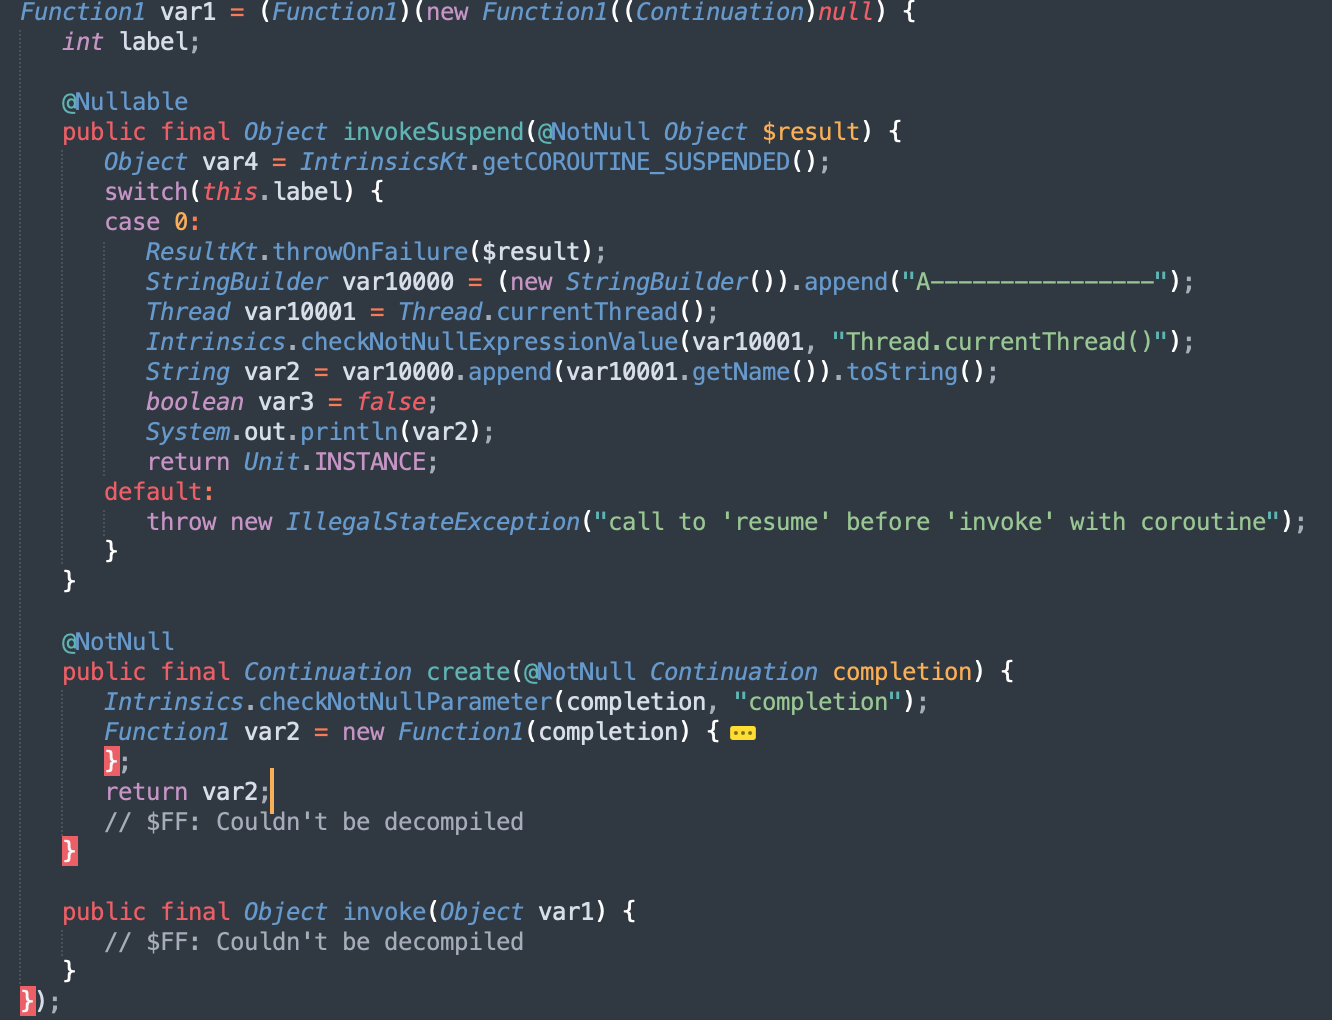 Function1 var1 = (Function1)(new Function1((Continuation)null) {
int label;
@Nullable
public final Object invokeSuspend(@NotNull Object $result) {
Object var4 = IntrinsicsKt.getCOROUTINE_SUSPENDED();
switch(this.label) {
case 0:
ResultKt.throwOnFailure($result);
StringBuilder var10000 = (new StringBuilder()).append("A----------------");
Thread var10001 = Thread.currentThread();
Intrinsics.checkNotNullExpressionValue(var10001, "Thread.currentThread()");
String var2 = var10000.append(var10001.getName()).toString();
boolean var3 = false;
System.out.println(var2);
return Unit.INSTANCE;
default:
throw new IllegalStateException("call to 'resume' before 'invoke' with coroutine");
}
}
@NotNull
public final Continuation create(@NotNull Continuation completion) {
Intrinsics.checkNotNullParameter(completion, "completion");
Function1 var2 = new Function1(completion) {...
};
return var2;
// $FF: Couldn't be decompiled
}
public final Object invoke(Object var1) {
// $FF: Couldn't be decompiled
}
});